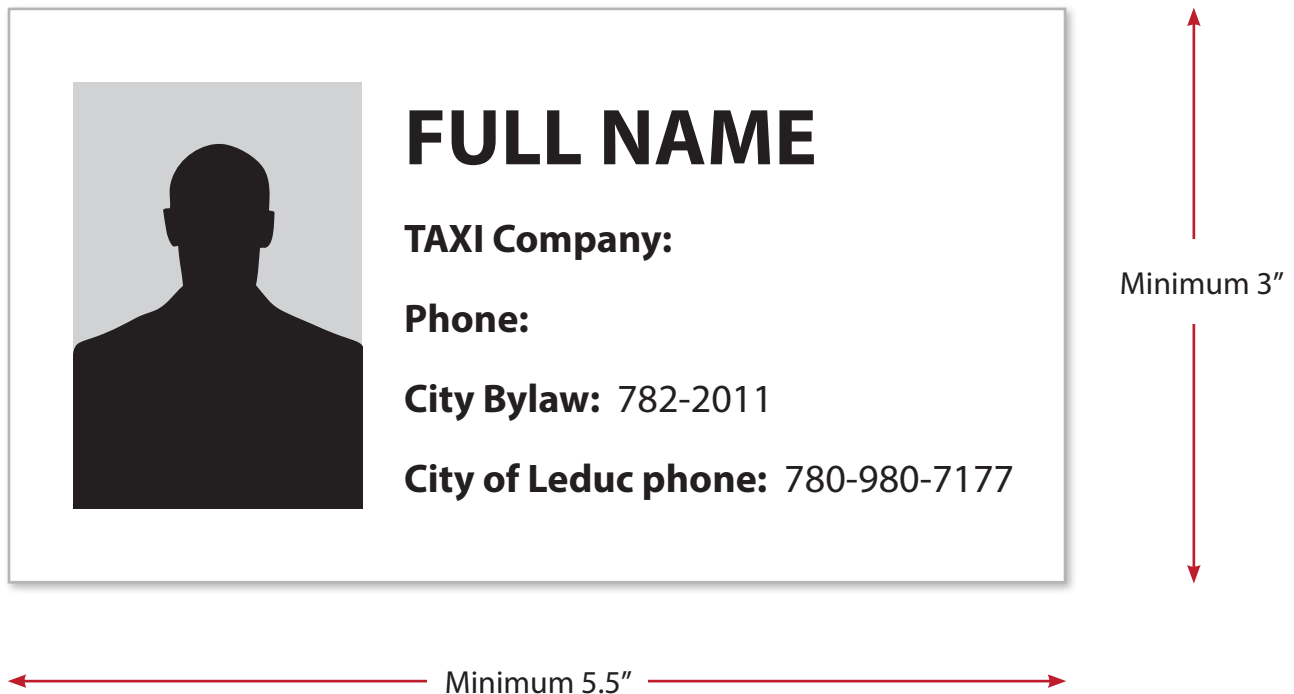 FULL NAME
TAXI Company:
Phone:
City Bylaw: 782-2011
City of Leduc phone: 780-980-7177
Minimum 3”
Minimum 5.5”